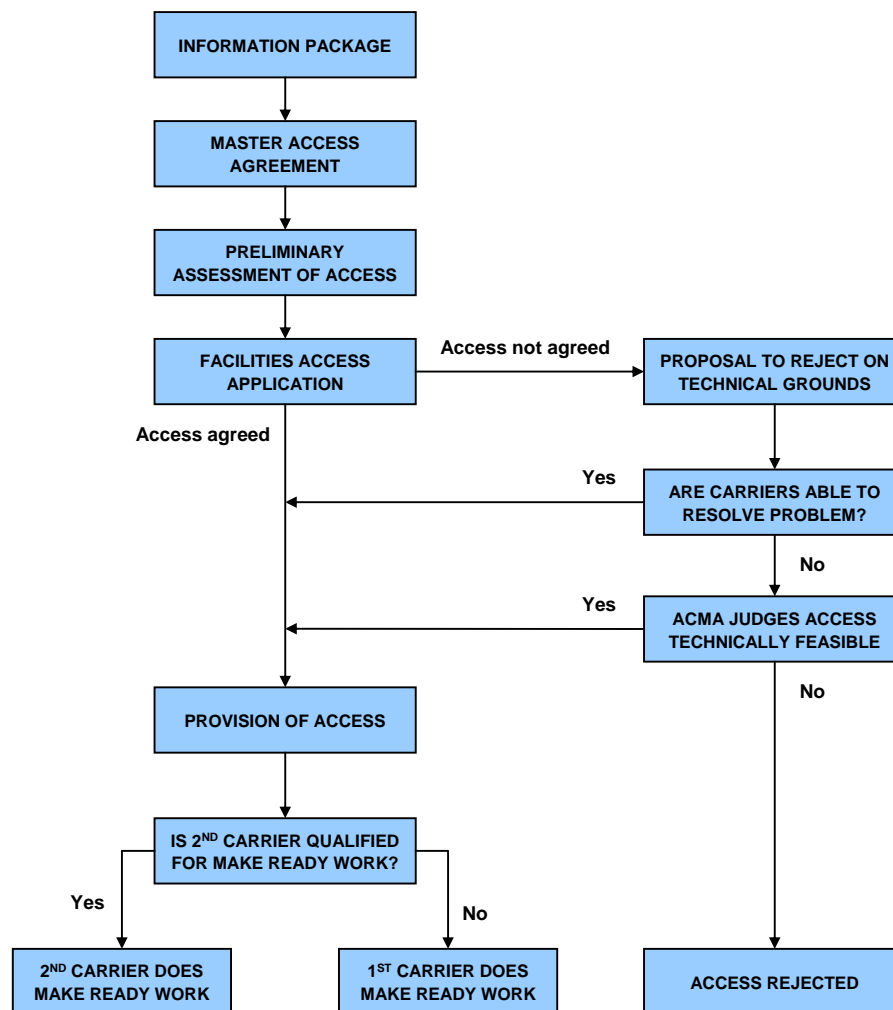 INFORMATION PACKAGE
MASTER ACCESS
AGREEMENT
PRELIMINARY
ASSESSMENT OF ACCESS
FACILITIES ACCESS
APPLICATION
Access not agreed
PROPOSAL TO REJECT ON
TECHNICAL GROUNDS
Access agreed
Yes
ARE CARRIERS ABLE TO
RESOLVE PROBLEM?
No
Yes
ACMA JUDGES ACCESS
TECHNICALLY FEASIBLE
No
PROVISION OF ACCESS
IS 2ND CARRIER QUALIFIED
FOR MAKE READY WORK?
Yes
No
2ND CARRIER DOES
MAKE READY WORK
1ST CARRIER DOES
MAKE READY WORK
ACCESS REJECTED